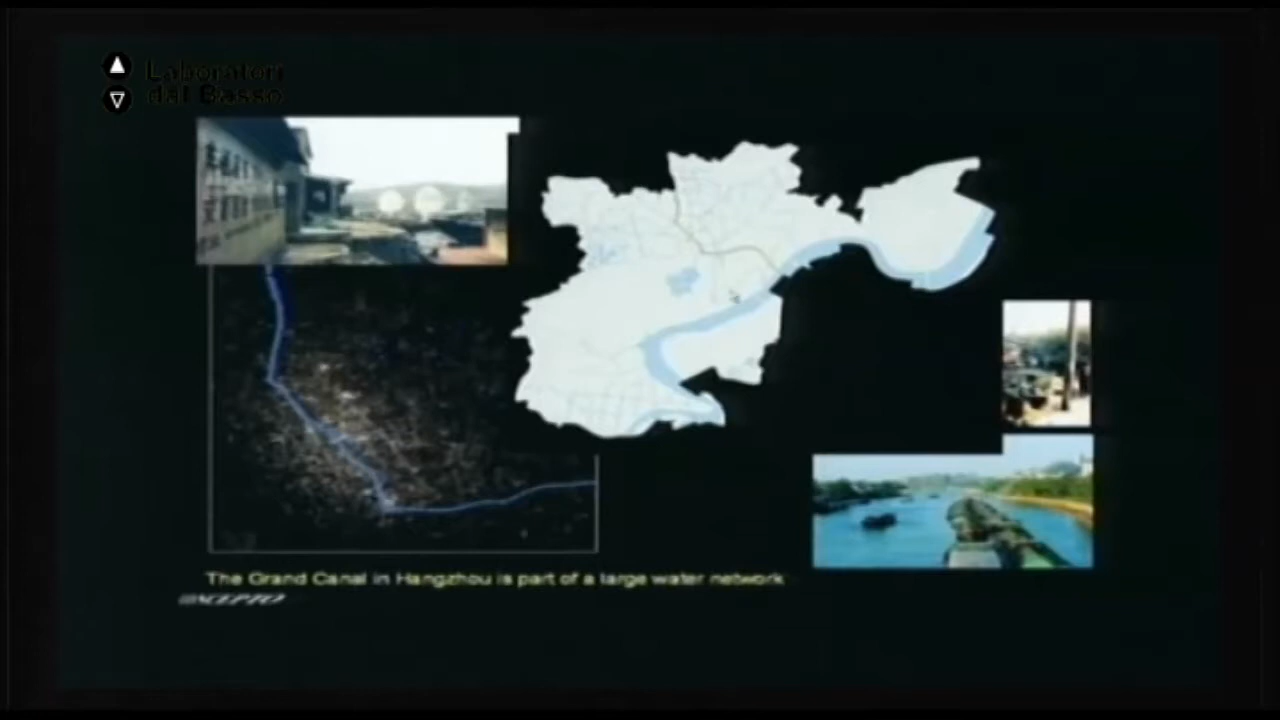 Laboratori
dal Basso
The Grand Canal in Hangzhou is part of a large water network